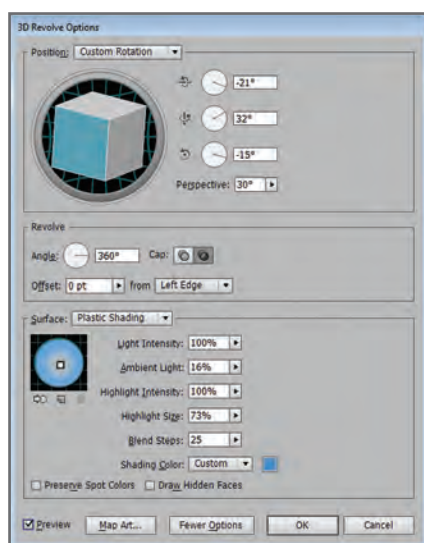 3D Revolve Options
Position: Custom Rotation
-21°
32°
-15°
Perspective: 30°
Revolve
Angle: 360° Cap:
Offset: 0 pt from Left Edge
Surface: Plastic Shading
Light Intensity: 100%
Ambient Light: 16%
Highlight Intensity: 100%
Highlight Size: 73%
Blend Steps: 25
Shading Color: Custom
Preserve Spot Colors Draw Hidden Faces
Preview Map Art... Fewer Options OK Cancel